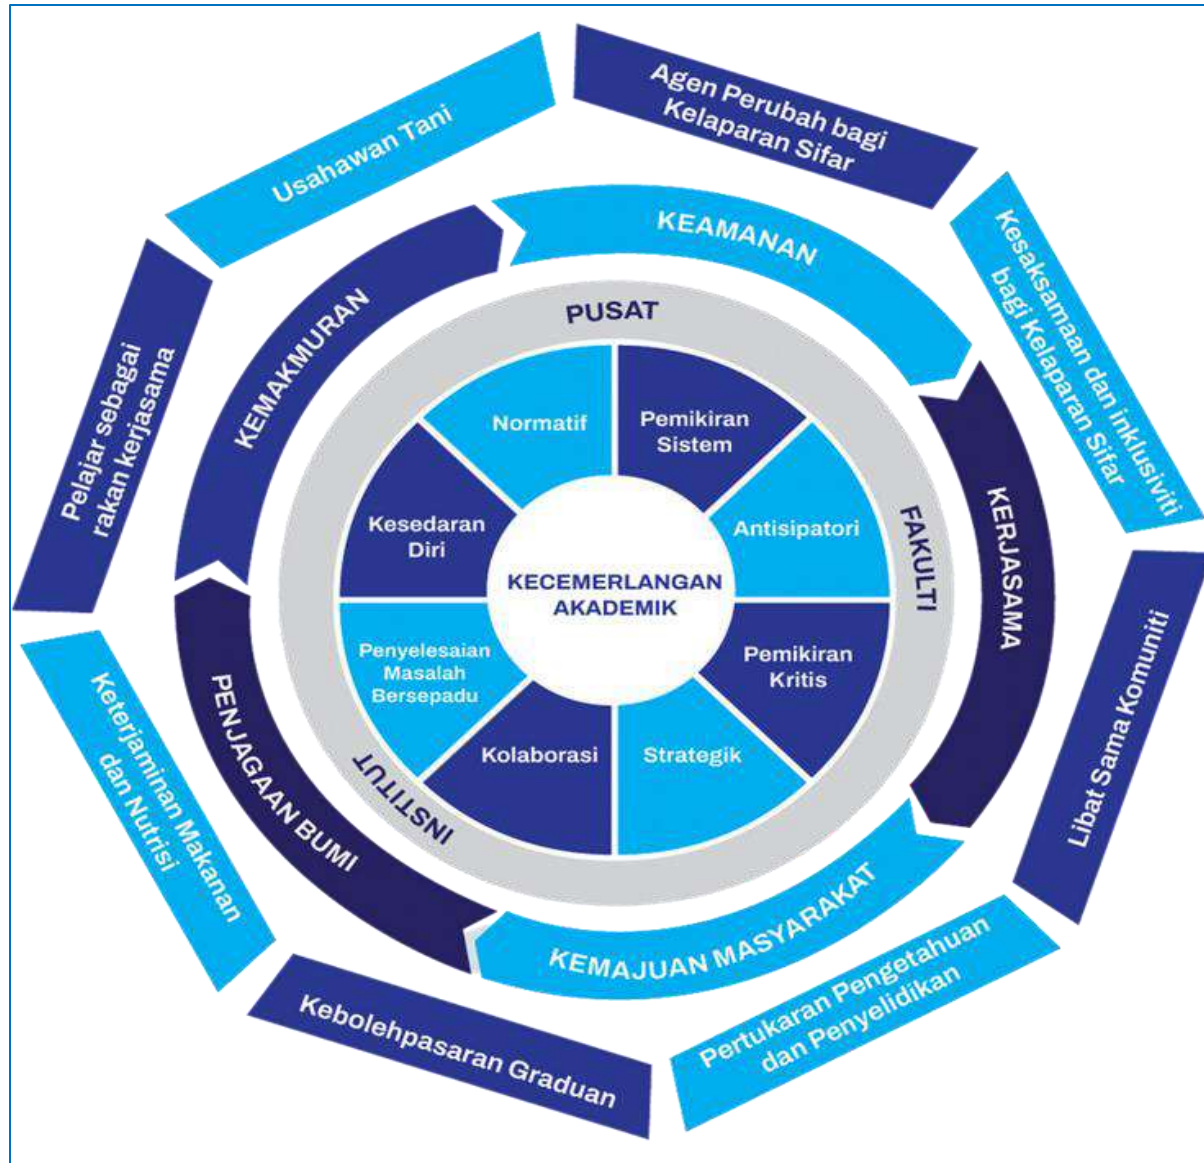 Agen Perubah bagi
Kelaparan Sifar
Kesaksamaan dan inklusiviti
bagi Kelaparan Sifar
Libat Sama Komuniti
Pertukaran Pengetahuan
dan Penyelidikan
Kebolehpasaran Graduan
Keterjaminan Makanan
dan Nutrisi
Pelajar sebagai
rakan kerjasama
Usahawan Tani
KEAMANAN
KERJASAMA
KEMAJUAN MASYARAKAT
PENJAGAAN BUMI
KEMAKMURAN
PUSAT
FAKULTI
INSTITUT
Pemikiran
Sistem
Antisipatori
Pemikiran
Kritis
Strategik
Kolaborasi
Penyelesaian
Masalah
Bersepadu
Kesedaran
Diri
Normatif
KECEMERLANGAN
AKADEMIK